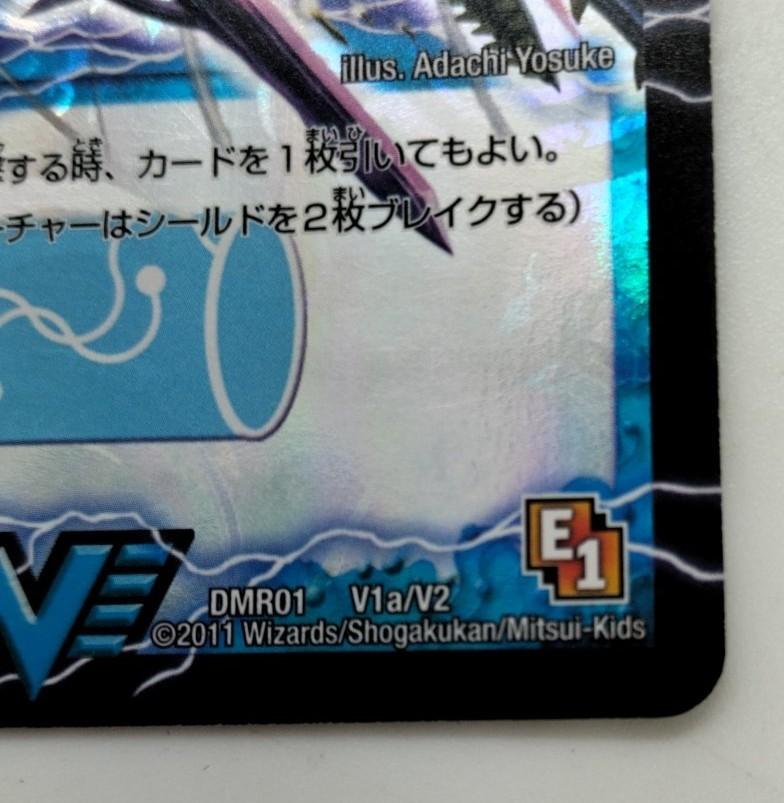 illus. Adachi Yosuke
する時、カードを1枚引いてもよい。
ーチャーはシールドを2枚ブレイクする)
E1
V
DMR01 V1a/V2
©2011 Wizards/Shogakukan/Mitsui-Kids